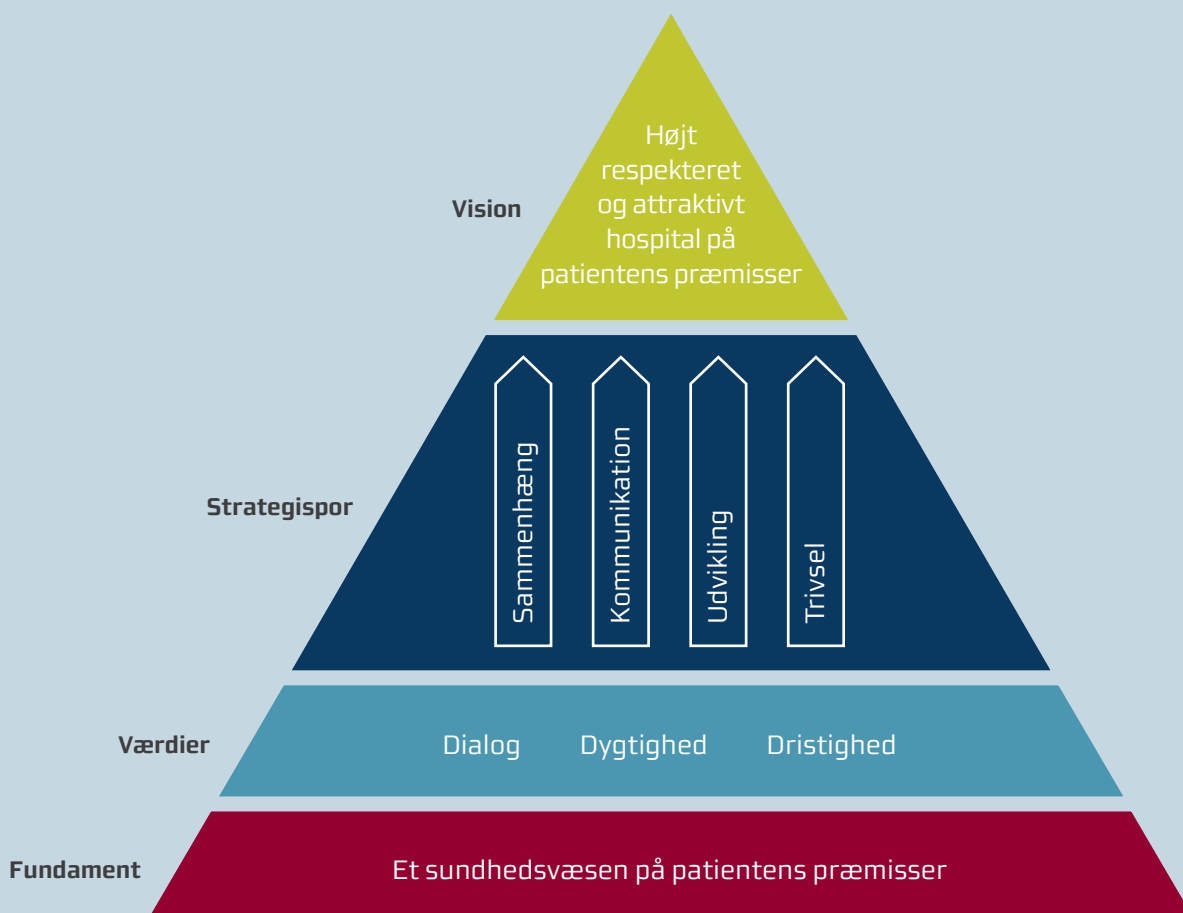 Højt
respekteret
og attraktivt
hospital på
patientens præmisser
Vision
Strategispor
Sammenhæng
Kommunikation
Udvikling
Trivsel
Værdier
Dialog Dygtighed Dristighed
Fundament
Et sundhedsvæsen på patientens præmisser